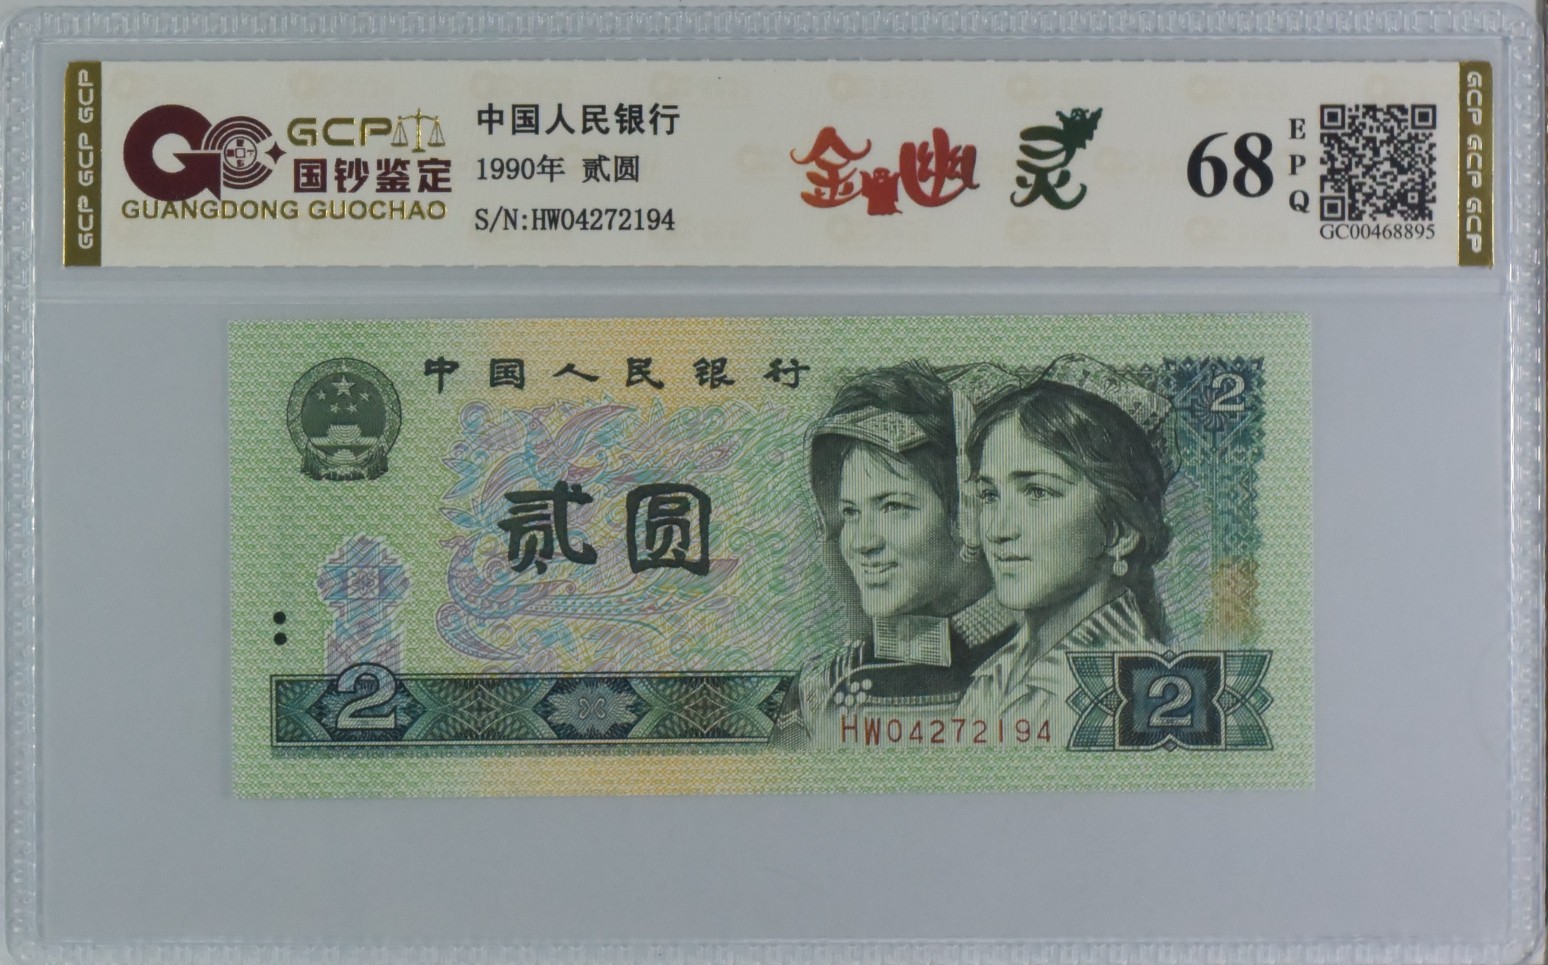 GCP GCP GCP
GCP
国钞鉴定
GUANGDONG GUOCHAO
中国人民银行
1990年 贰圆
S/N:HW04272194
金幽灵
68
EPQ
GC00468895
GCP GCP GCP
中国人民银行
2
贰圆
2
HW04272194
2